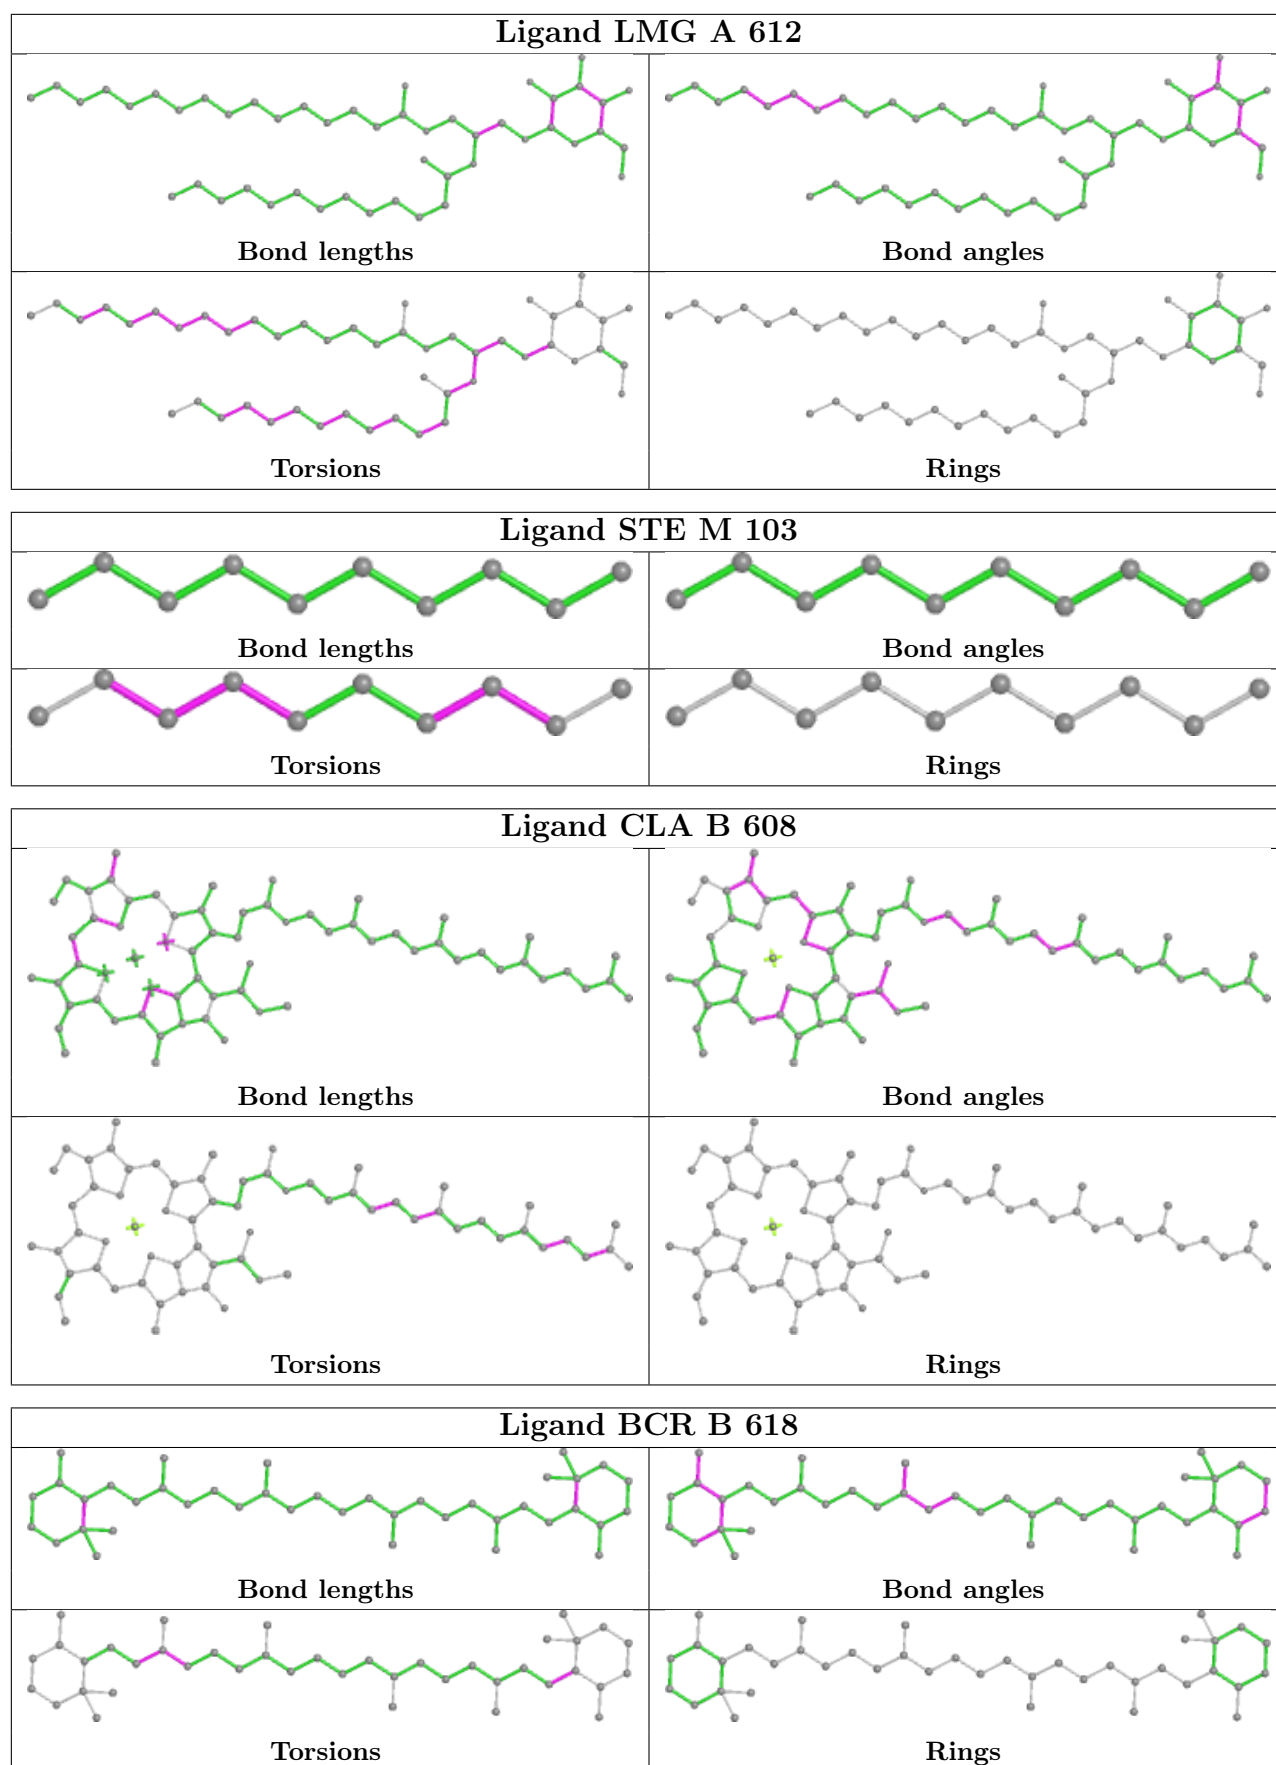 Ligand LMG A 612
Bond lengths
Bond angles
Torsions
Rings
Ligand STE M 103
Bond lengths
Bond angles
Torsions
Rings
Ligand CLA B 608
Bond lengths
Bond angles
Torsions
Rings
Ligand BCR B 618
Bond lengths
Bond angles
Torsions
Rings